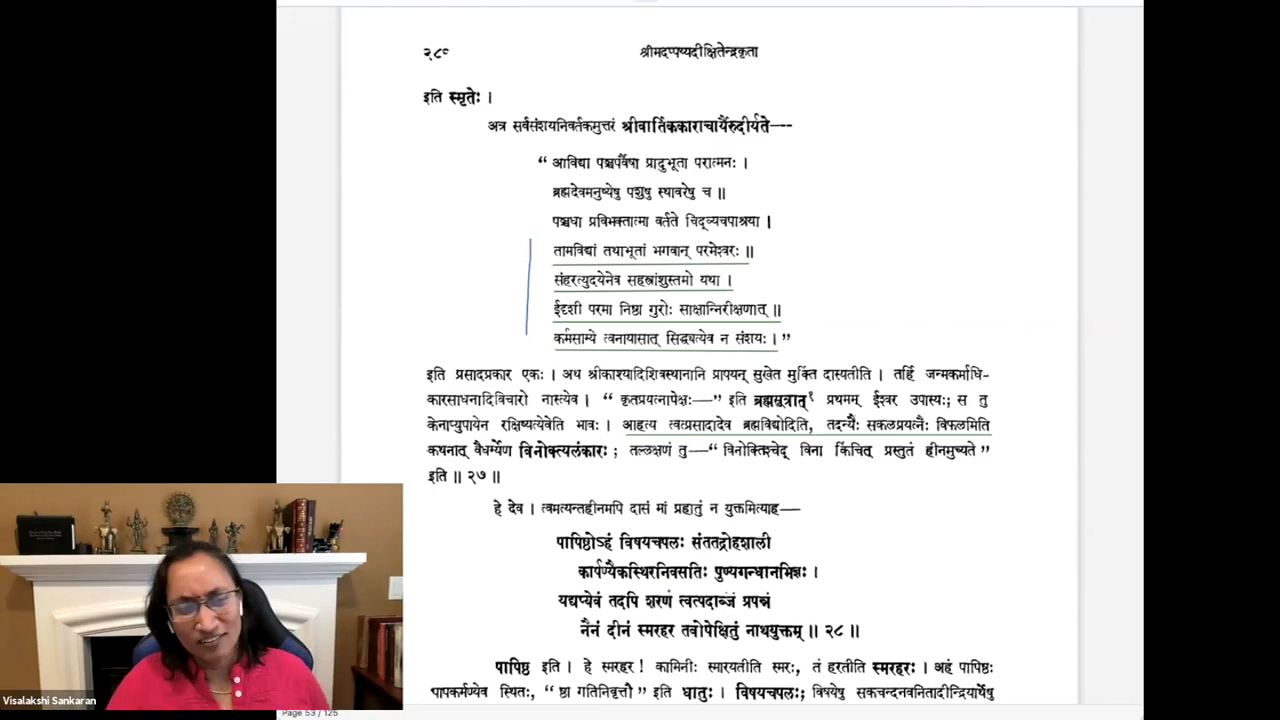 २८०
श्रीमदप्पय्यदीक्षितेन्द्रकृता
इति स्मृतेः ।
अत्र सर्वसंशयनिवर्तकमुत्तरं श्रीवार्तिककाराचार्यैरुदीर्यते—--
“ आविद्या पञ्चपर्वैषा प्रादुभूता परात्मनः ।
ब्रह्मदेवमनुष्येषु पशुषु स्थावरेषु च ॥
पञ्चधा प्रविभक्तात्मा वर्तते चिद्व्यचपाश्रया ।
तामविद्यां तथाभूतां भगवान् परमेश्वरः ॥
संहरत्युदयेनेत्र सहस्रांशुस्तमो यथा ।
ईदृशी परमा निष्ठा गुरोः साक्षान्निरीक्षणात् ॥
कर्मसाम्ये त्वनायासात् सिद्ध्यत्येव न संशयः । ”
इति प्रसादप्रकार एकः । अथ श्रीकाश्यादिशिवस्थानानि प्रापयन् सुखेत मुक्तिं दास्यतीति । तर्हि जन्मकर्माधि-
कारसाधनादिविचारो नास्त्येव । “ कृतप्रयत्नापेक्षः—” इति ब्रह्मसूत्रात्¹ प्रथमम् ईश्वर उपास्यः; स तु
केनाप्युपायेन रक्षिष्यत्येवेति भावः । आहृत्य त्वत्प्रसादादेव ब्रह्मविद्योदिति, तदन्यैः सकलप्रयत्नैः विफलमिति
कथनात् वैधर्म्येण विनोक्त्यलंकारः ; तल्लक्षणं तु—“ विनोक्तिश्चेद् विना किंचित् प्रस्तुतं हीनमुच्यते ”
इति ॥ २७ ॥
हे देव । त्वमत्यन्तहीनमपि दासं मां प्रहातुं न युक्तमित्याह—
पापिष्ठोऽहं विषयचपलः संततद्रोहशाली
कार्पण्यैकस्थिरनिवसतिः पुण्यगन्धानभिज्ञः ।
यद्यप्येवं तदपि शरणं त्वत्पदाब्जं प्रपन्नं
नैनं दीनं स्मरहर तवोपेक्षितुं नाथयुक्तम् ॥ २८ ॥
पापिष्ठ इति । हे स्मरहर ! कामिनीः स्मारयतीति स्मरः, तं हरतीति स्मरहरः । अहं पापिष्ठः
पापकर्मण्येव स्थितः, “ ष्ठा गतिनिवृत्तौ ” इति धातुः । विषयचपलः; विषयेषु सकचन्दनवनितादीन्द्रियार्थेषु
Visalakshi Sankaran
Page 53 / 125